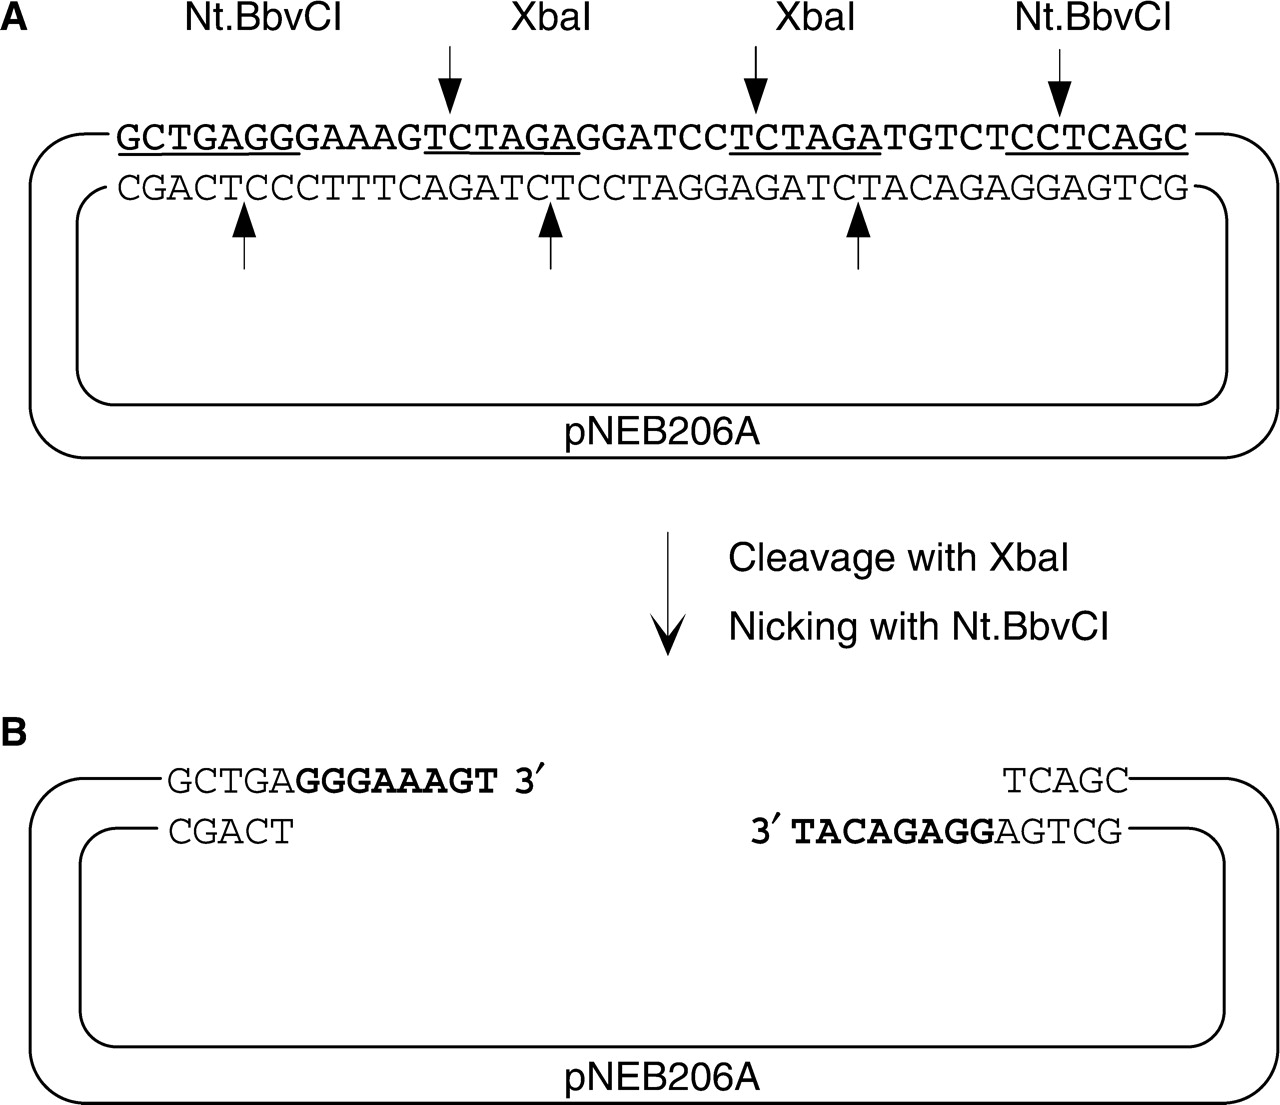 A
Nt.BbvCI XbaI XbaI Nt.BbvCI
GCTGAGGGAAAGTCTAGAGGATCCTCTAGATGTCTCCTCAGC
CGACTCCCTTTCAGATCTCCTAGGAGATCTACAGAGGAGTCG
pNEB206A
Cleavage with XbaI
Nicking with Nt.BbvCI
B
GCTGAGGGAAAGT 3′ TCAGC
CGACT 3′ TACAGAGGAGTCG
pNEB206A